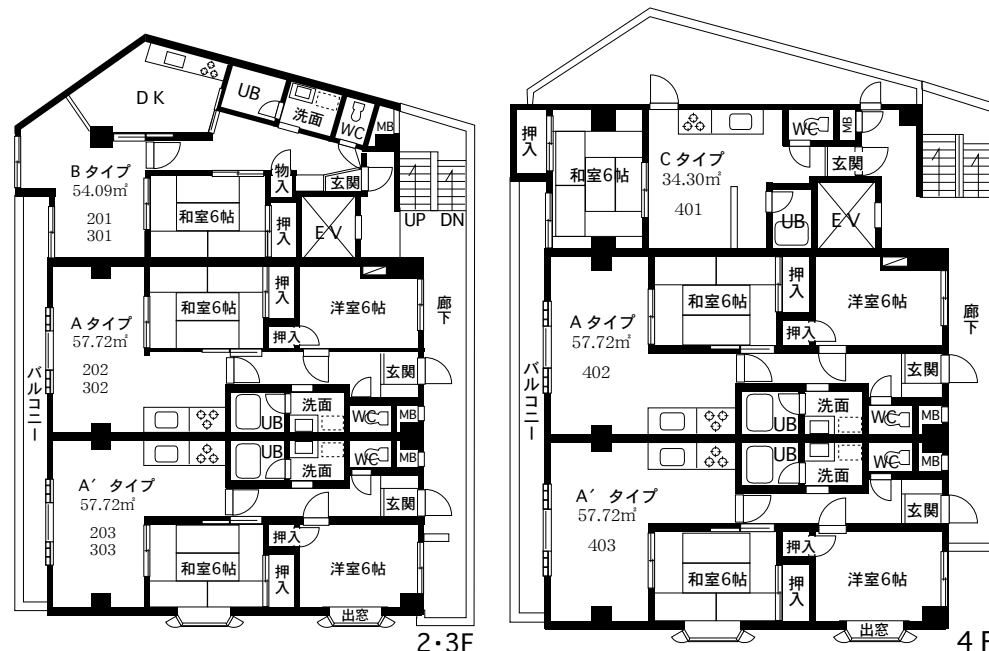 DK
UB
洗面
WC
MB
Bタイプ
54.09㎡
201
301
物入
玄関
和室6帖
押入
EV
UP DN
Aタイプ
57.72㎡
202
302
和室6帖
押入
洋室6帖
押入
廊下
玄関
バルコニー
UB
洗面
WC
MB
UB
洗面
WC
MB
A′タイプ
57.72㎡
203
303
玄関
押入
和室6帖
押入
洋室6帖
出窓
2・3F
押入
和室6帖
Cタイプ
34.30㎡
401
WC
MB
玄関
UB
EV
Aタイプ
57.72㎡
402
和室6帖
押入
洋室6帖
押入
廊下
玄関
バルコニー
UB
洗面
WC
MB
UB
洗面
WC
MB
A′タイプ
57.72㎡
403
玄関
押入
和室6帖
押入
洋室6帖
出窓
4F